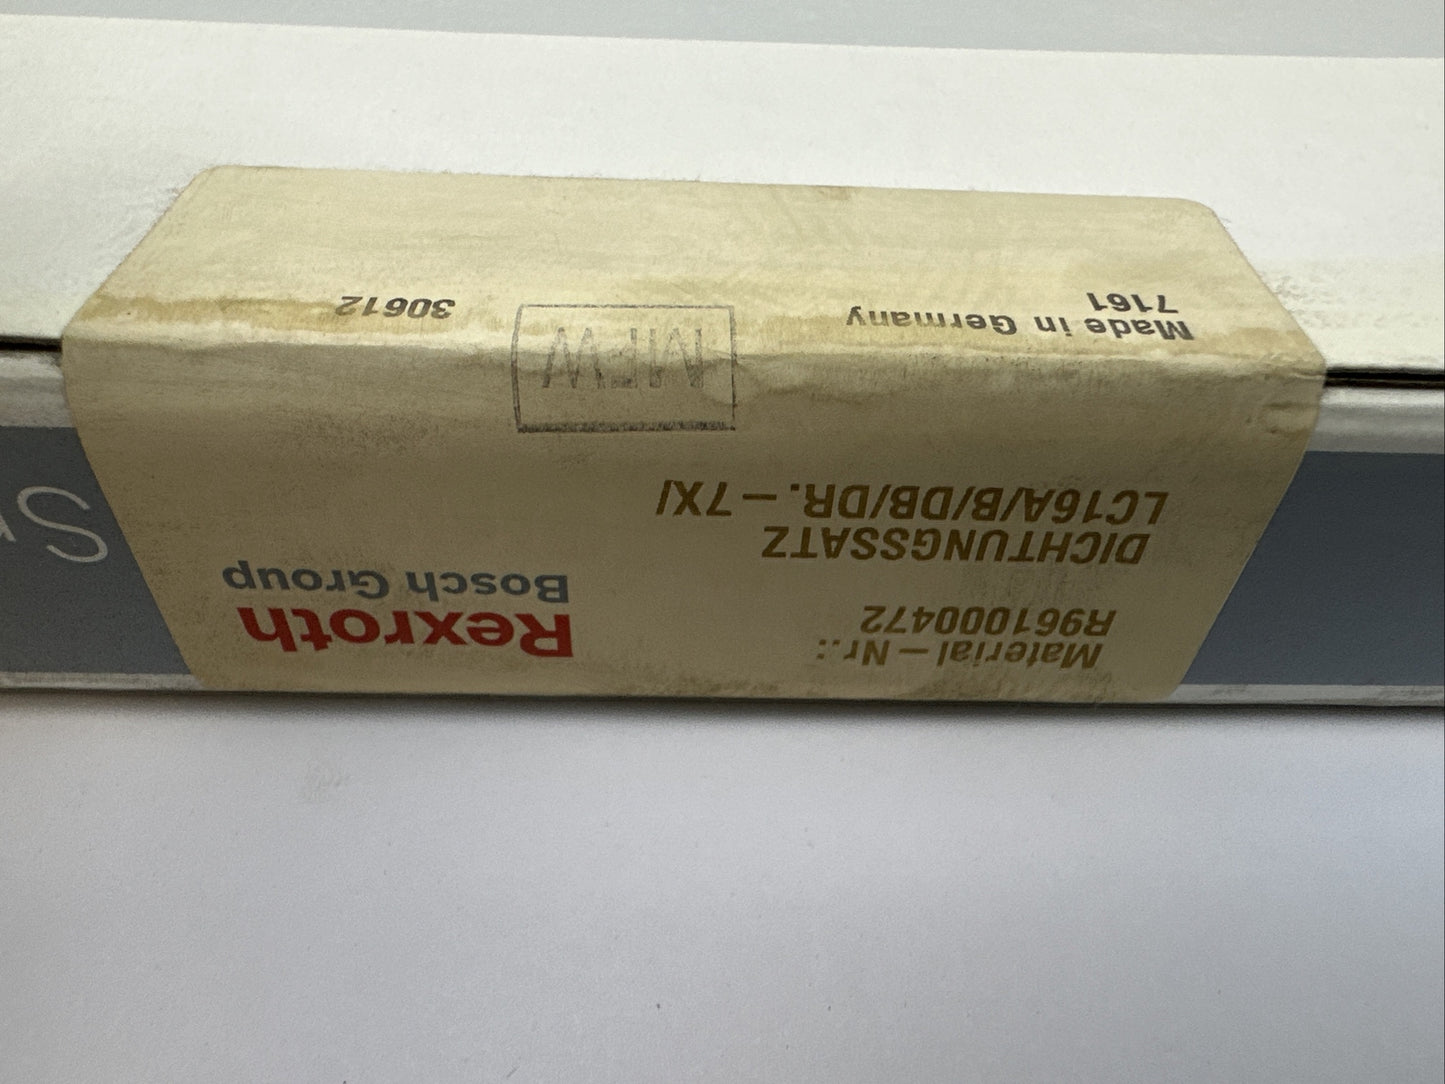 Material-Nr.:
R961000472
DICHTUNGSSATZ
LC16A/B/DB/DR.-7X/
Rexroth
Bosch Group
MFW
Made in Germany
7161
30612